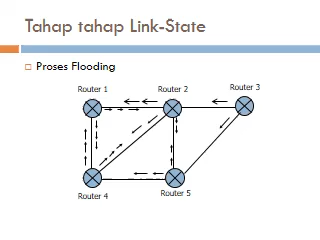 Tahap tahap Link-State
Proses Flooding
Router 1
Router 2
Router 3
Router 4
Router 5